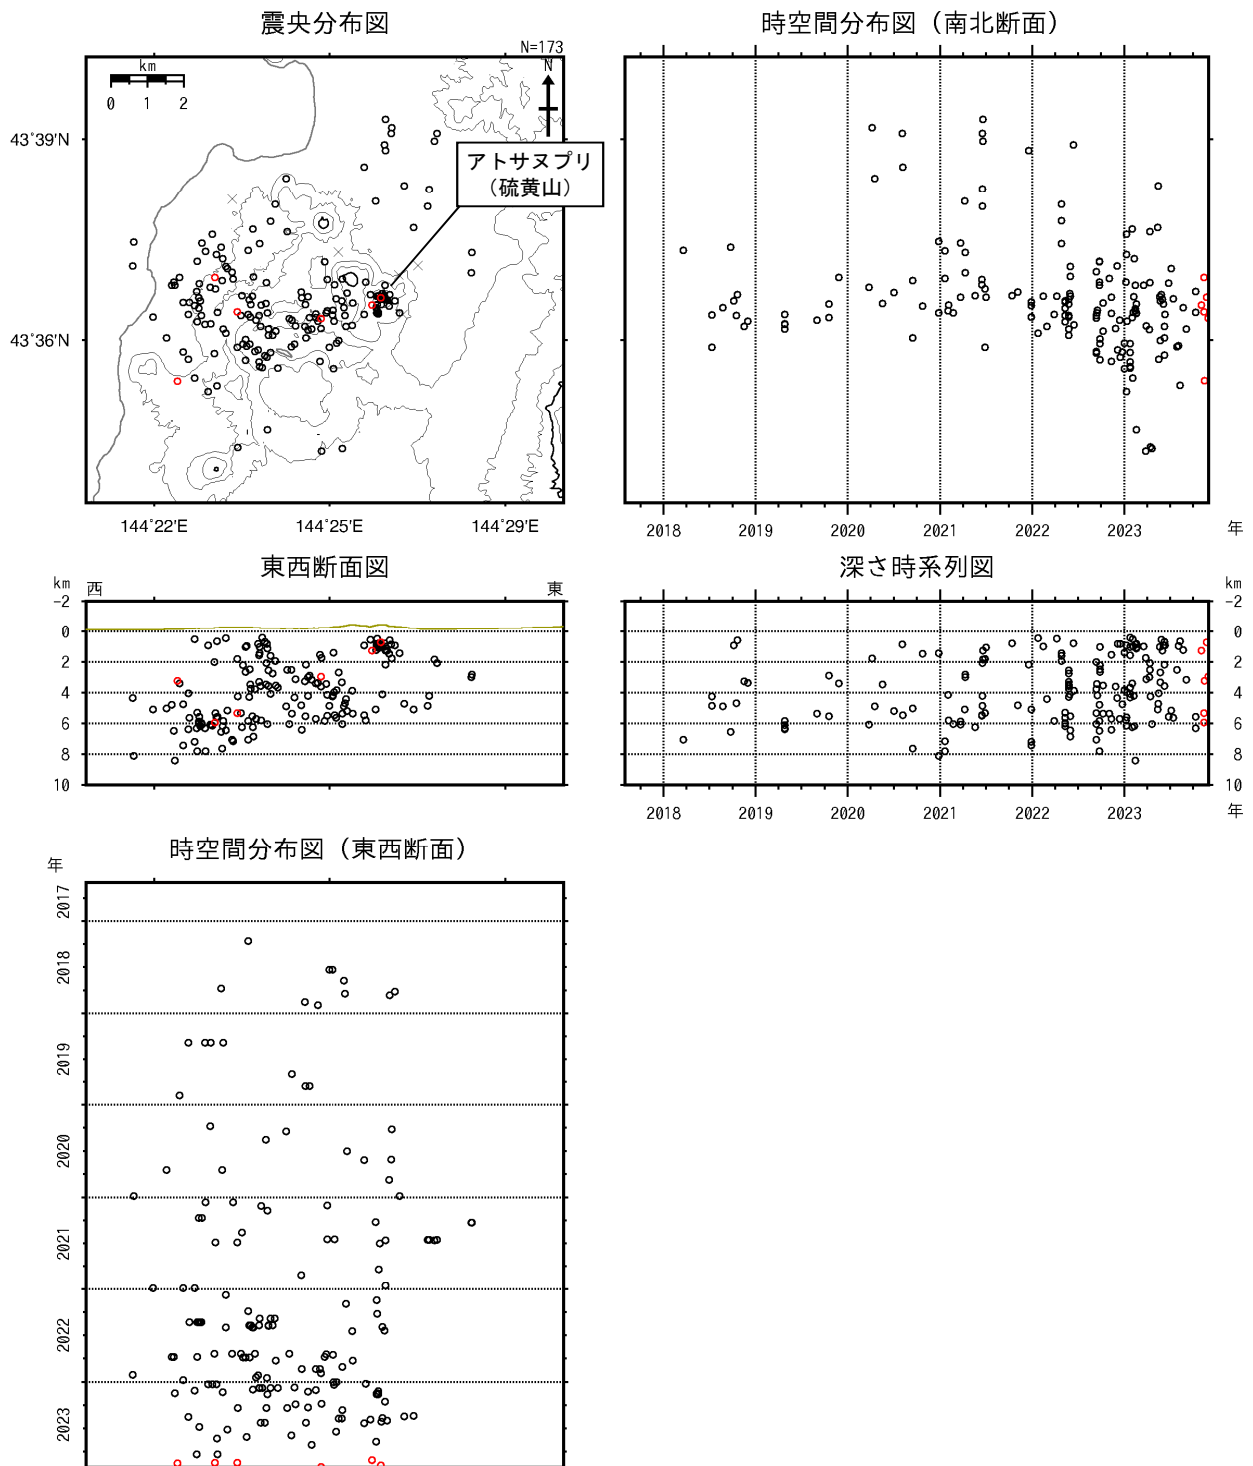 震央分布図
N=173
km
0 1 2
N
43°39'N
43°36'N
アトサヌプリ
（硫黄山）
144°22'E 144°25'E 144°29'E
時空間分布図（南北断面）
2018 2019 2020 2021 2022 2023 年
東西断面図
km 西 東
-2
0
2
4
6
8
10
深さ時系列図
km
-2
0
2
4
6
8
10
2018 2019 2020 2021 2022 2023 年
時空間分布図（東西断面）
年
2017
2018
2019
2020
2021
2022
2023